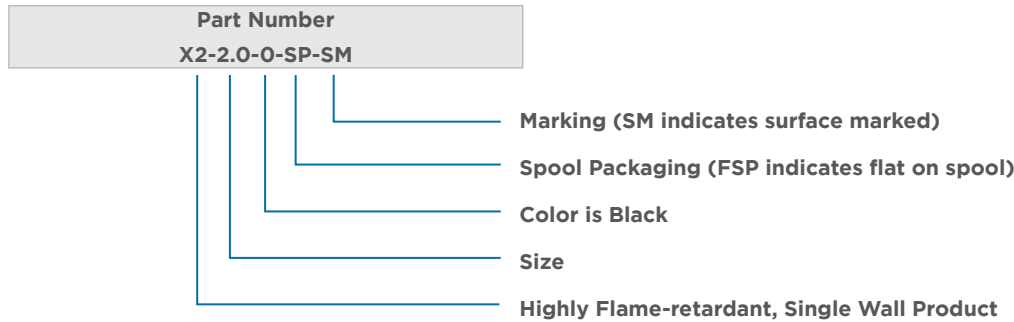 Part Number
X2-2.0-0-SP-SM
Marking (SM indicates surface marked)
Spool Packaging (FSP indicates flat on spool)
Color is Black
Size
Highly Flame-retardant, Single Wall Product